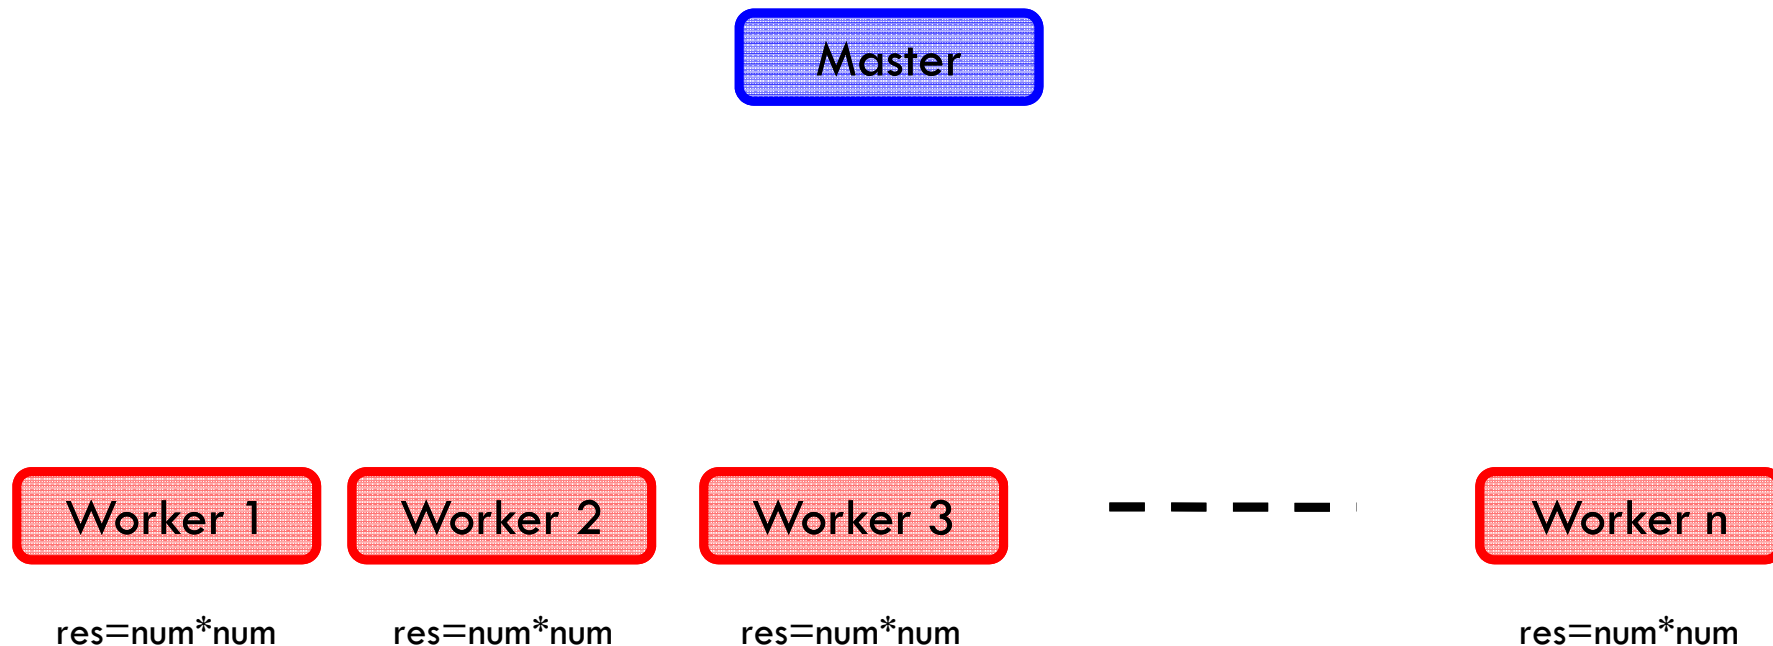 Master
Worker 1
Worker 2
Worker 3
Worker n
res=num*num
res=num*num
res=num*num
res=num*num